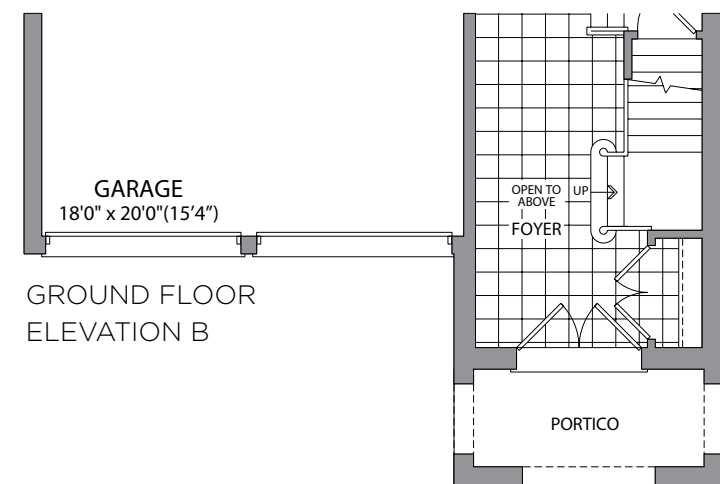 GARAGE
18'0" x 20'0"(15’4”)
OPEN TO
ABOVE
UP
FOYER
GROUND FLOOR
ELEVATION B
PORTICO